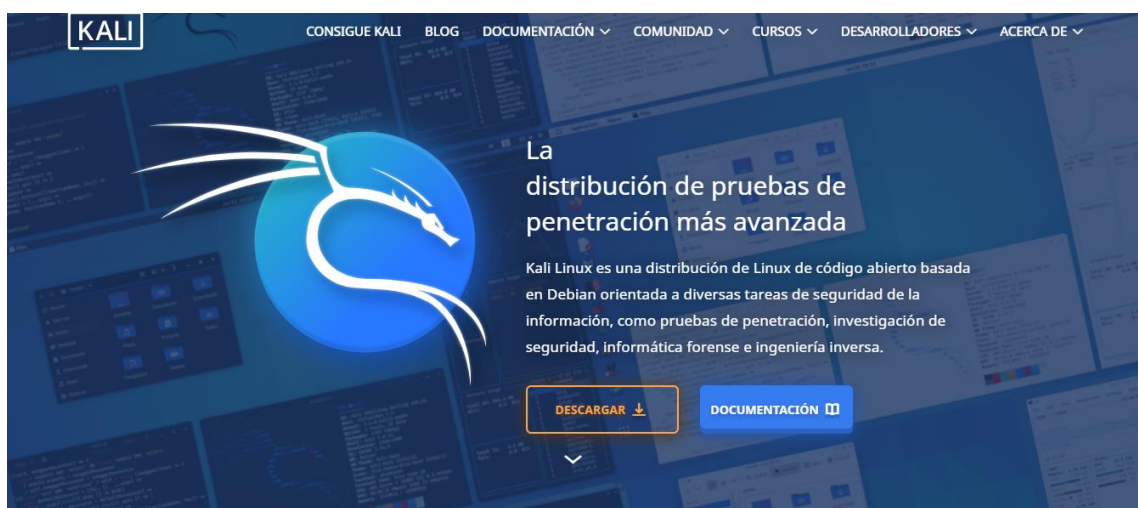 KALI
CONSIGUE KALI BLOG DOCUMENTACIÓN COMUNIDAD CURSOS DESARROLLADORES ACERCA DE
La
distribución de pruebas de
penetración más avanzada
Kali Linux es una distribución de Linux de código abierto basada
en Debian orientada a diversas tareas de seguridad de la
información, como pruebas de penetración, investigación de
seguridad, informática forense e ingeniería inversa.
DESCARGAR
DOCUMENTACIÓN